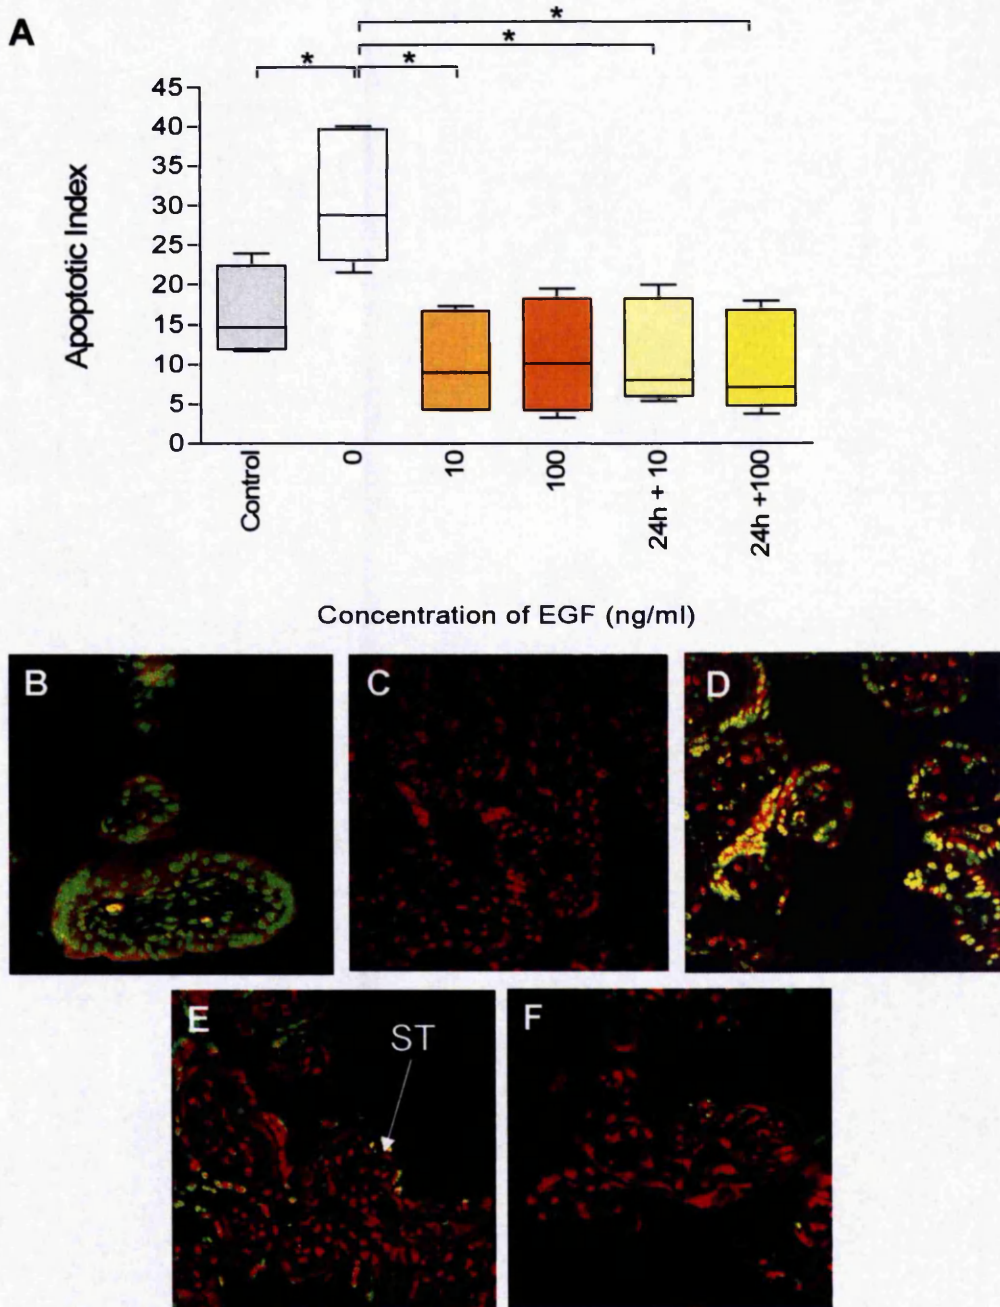 A
*
*
* *
45
40
35
30
25
20
15
10
5
0
Apoptotic Index
Control
0
10
100
24h + 10
24h +100
Concentration of EGF (ng/ml)
B
C
D
E
ST
F